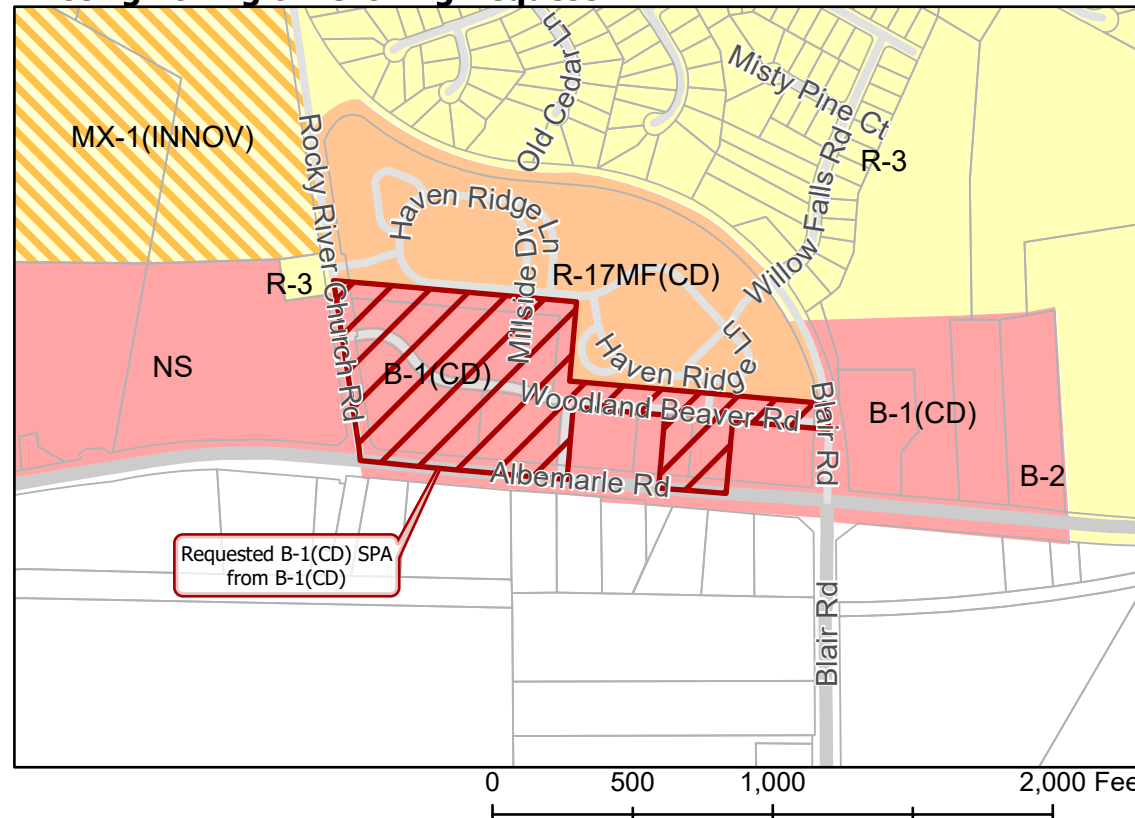 MX-1(INNOV)
Old Cedar Ln
Misty Pine Ct
R-3
Willow Falls Rd
Rocky River Church Rd
Haven Ridge Ln
Millside Dr
R-17MF(CD)
R-3
NS
B-1(CD)
Haven Ridge Ln
Woodland Beaver Rd
Blair Rd
B-1(CD)
B-2
Albemarle Rd
Requested B-1(CD) SPA
from B-1(CD)
Blair Rd
0 500 1,000 2,000 Fee